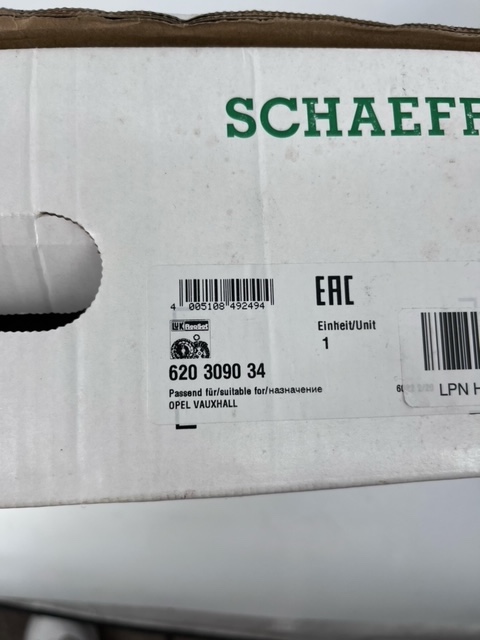 SCHAEFF
4 005108 492494
EAC
LUK RepSet
Einheit/Unit
1
620 3090 34
Passend für/suitable for/назначение
OPEL VAUXHALL
LPN H